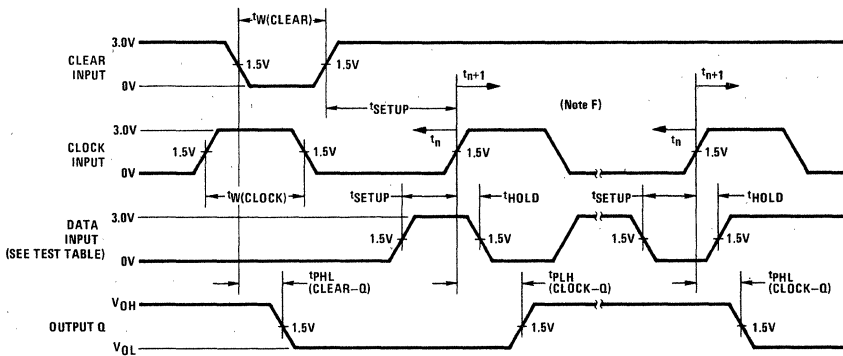 tW(CLEAR)
3.0V
CLEAR
INPUT
1.5V
1.5V
0V
tn+1
tn+1
tSETUP
(Note F)
3.0V
tn
tn
CLOCK
INPUT
1.5V
1.5V
1.5V
1.5V
0V
tW(CLOCK)
tSETUP
tHOLD
tSETUP
tHOLD
3.0V
DATA
INPUT
(SEE TEST TABLE)
1.5V
1.5V
1.5V
1.5V
0V
tPHL
(CLEAR–Q)
tPLH
(CLOCK–Q)
tPHL
(CLOCK–Q)
VOH
OUTPUT Q
1.5V
1.5V
1.5V
VOL